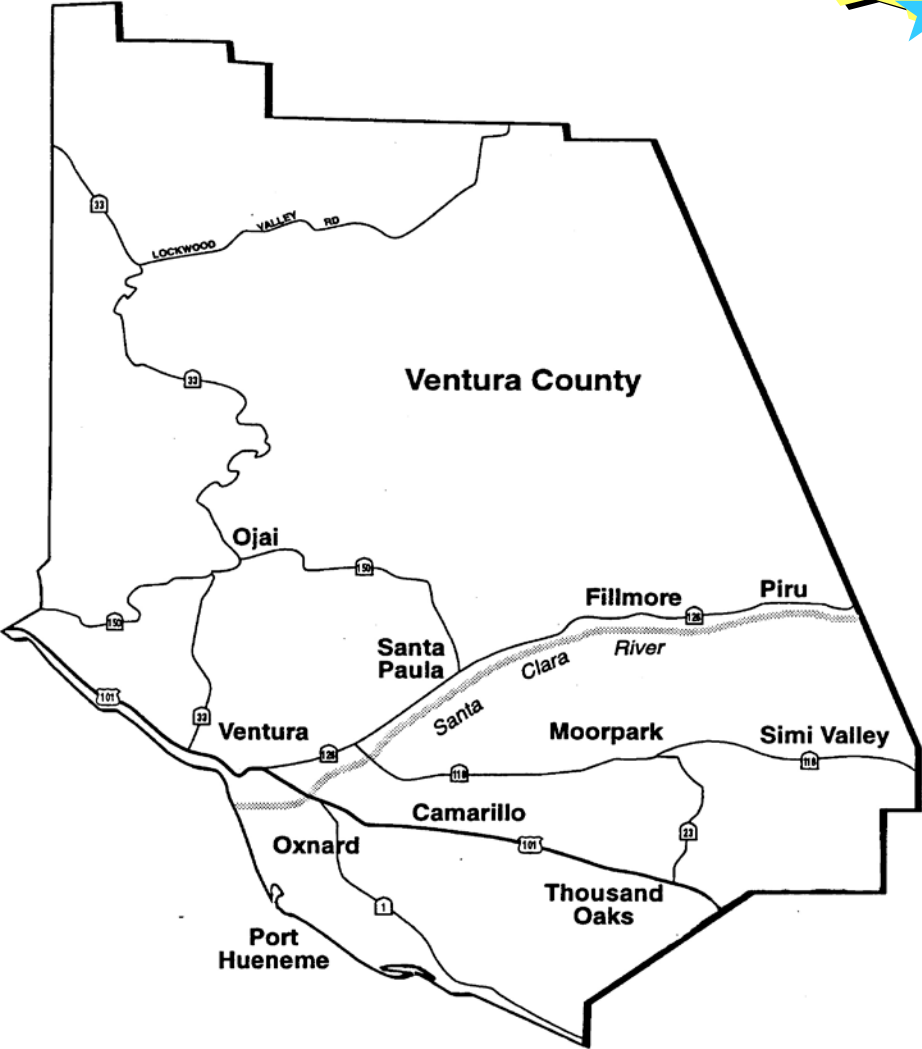 33
LOCKWOOD VALLEY RD
33
Ventura County
Ojai
150
Fillmore
126
Piru
150
Santa
Paula
Santa Clara River
101
33
Ventura
126
Moorpark
Simi Valley
118
118
Camarillo
Oxnard
101
23
Thousand
Oaks
1
Port
Hueneme